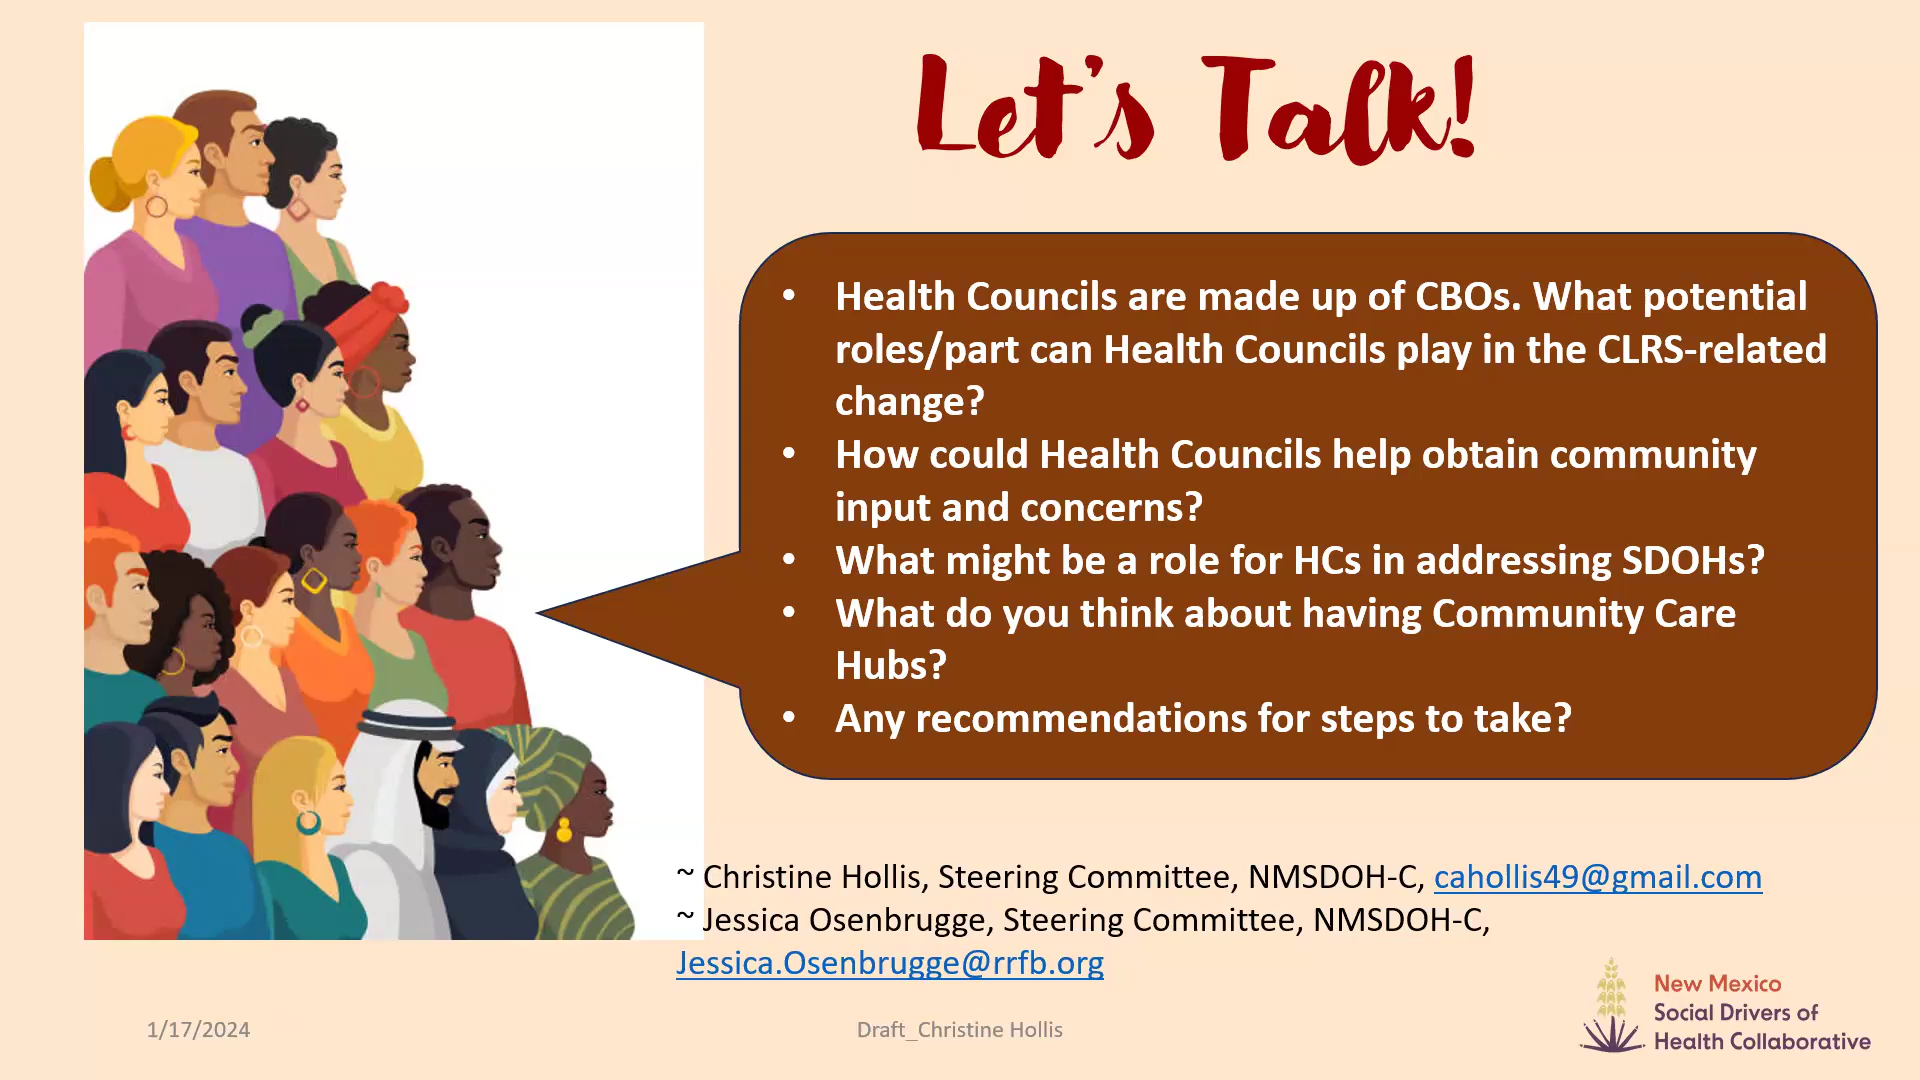 Let's Talk!
• Health Councils are made up of CBOs. What potential
roles/part can Health Councils play in the CLRS-related
change?
• How could Health Councils help obtain community
input and concerns?
• What might be a role for HCs in addressing SDOHs?
• What do you think about having Community Care
Hubs?
• Any recommendations for steps to take?
~ Christine Hollis, Steering Committee, NMSDOH-C, cahollis49@gmail.com
~ Jessica Osenbrugge, Steering Committee, NMSDOH-C,
Jessica.Osenbrugge@rrfb.org
1/17/2024
Draft_Christine Hollis
New Mexico
Social Drivers of
Health Collaborative